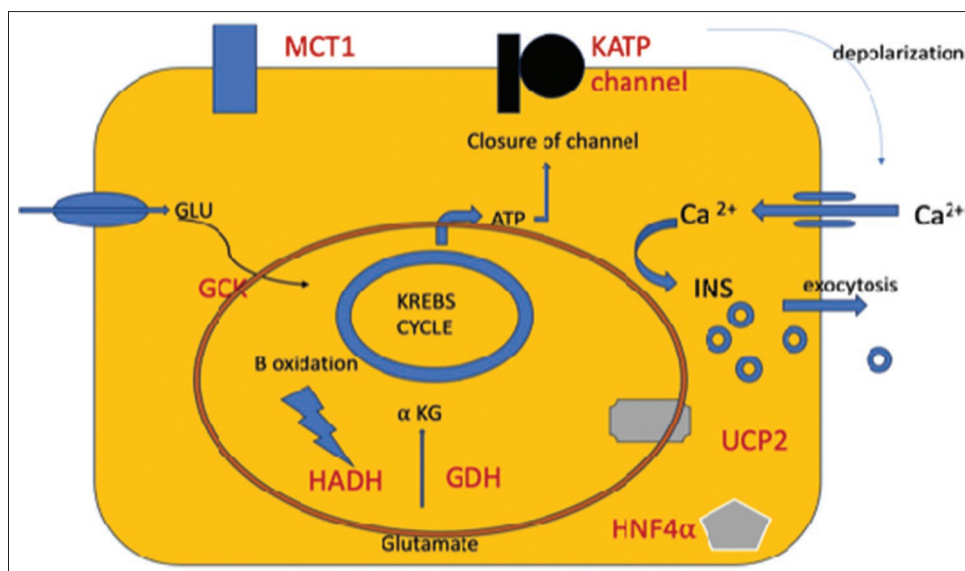 MCT1
KATP
channel
depolarization
Closure of channel
GLU
ATP
Ca 2+
Ca2+
GCK
INS
exocytosis
KREBS
CYCLE
B oxidation
α KG
UCP2
HADH
GDH
HNF4α
Glutamate